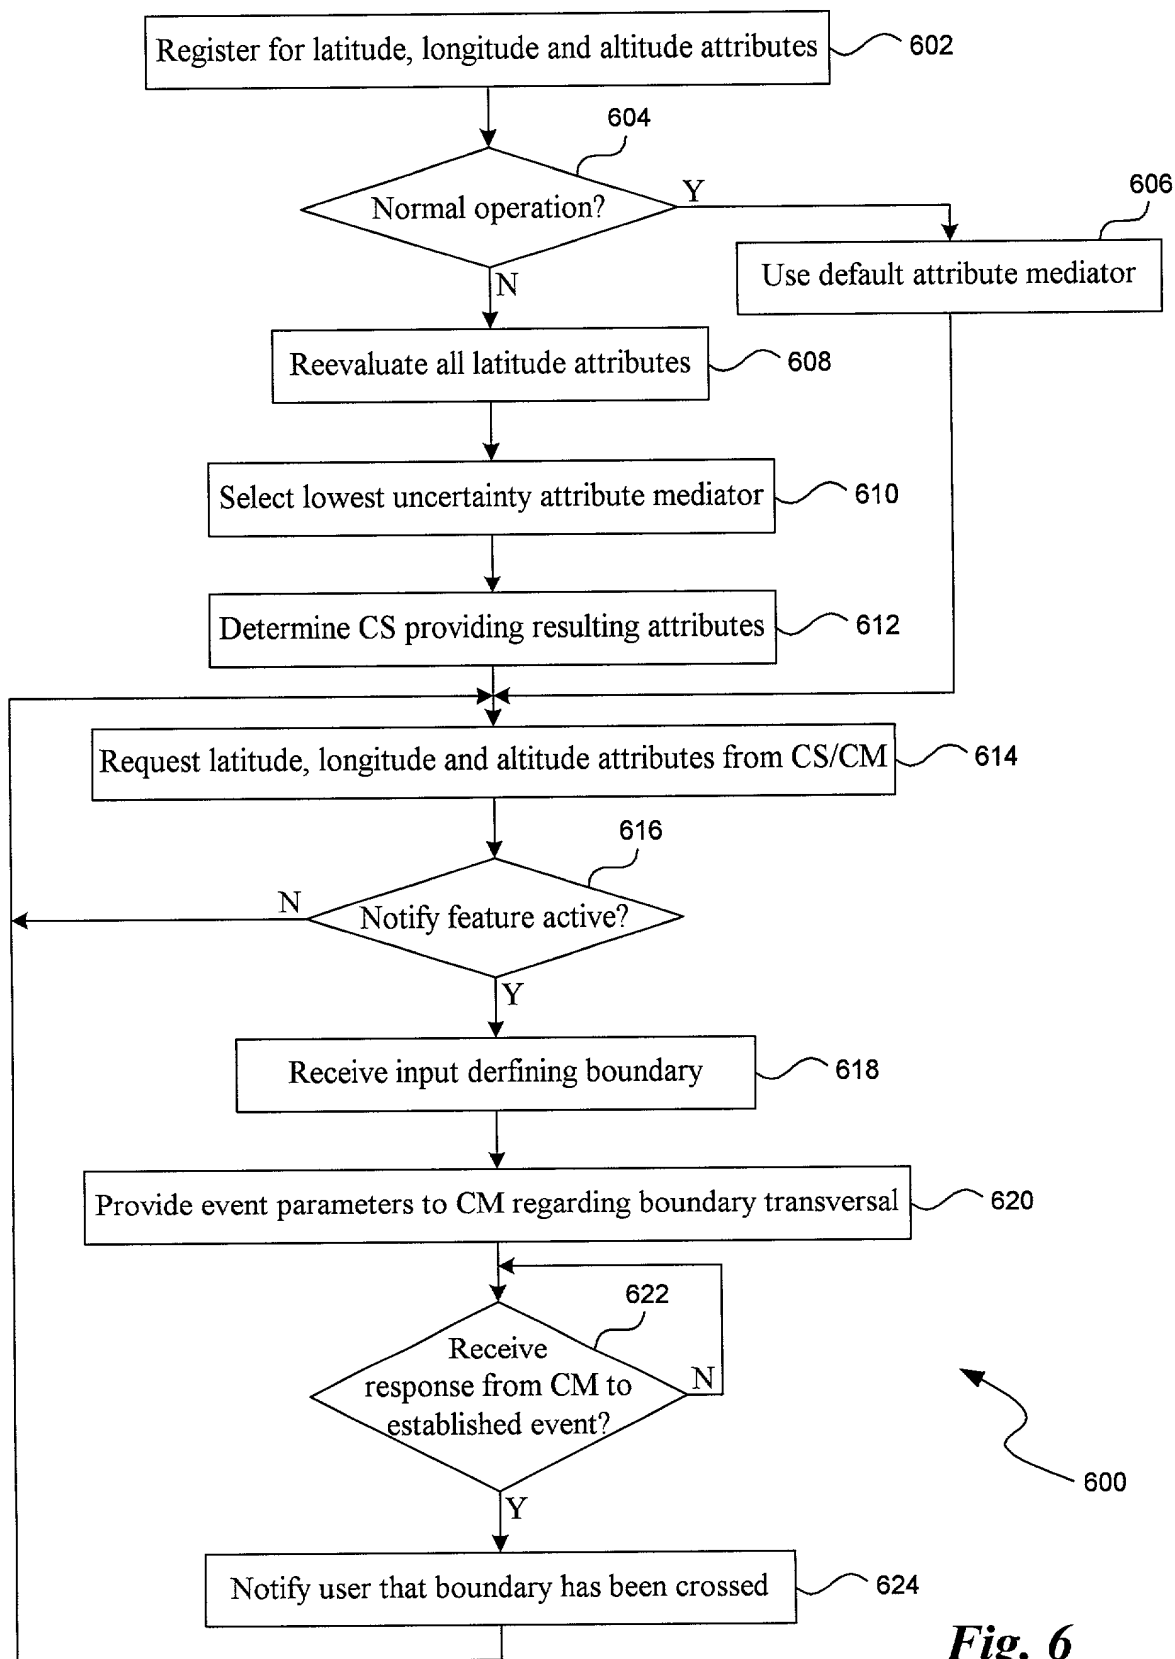 Register for latitude, longitude and altitude attributes
602
604
Normal operation?
Y
606
Use default attribute mediator
N
Reevaluate all latitude attributes
608
Select lowest uncertainty attribute mediator
610
Determine CS providing resulting attributes
612
Request latitude, longitude and altitude attributes from CS/CM
614
616
N
Notify feature active?
Y
Receive input derfining boundary
618
Provide event parameters to CM regarding boundary transversal
620
622
Receive
response from CM to
established event?
N
600
Y
Notify user that boundary has been crossed
624
Fig. 6